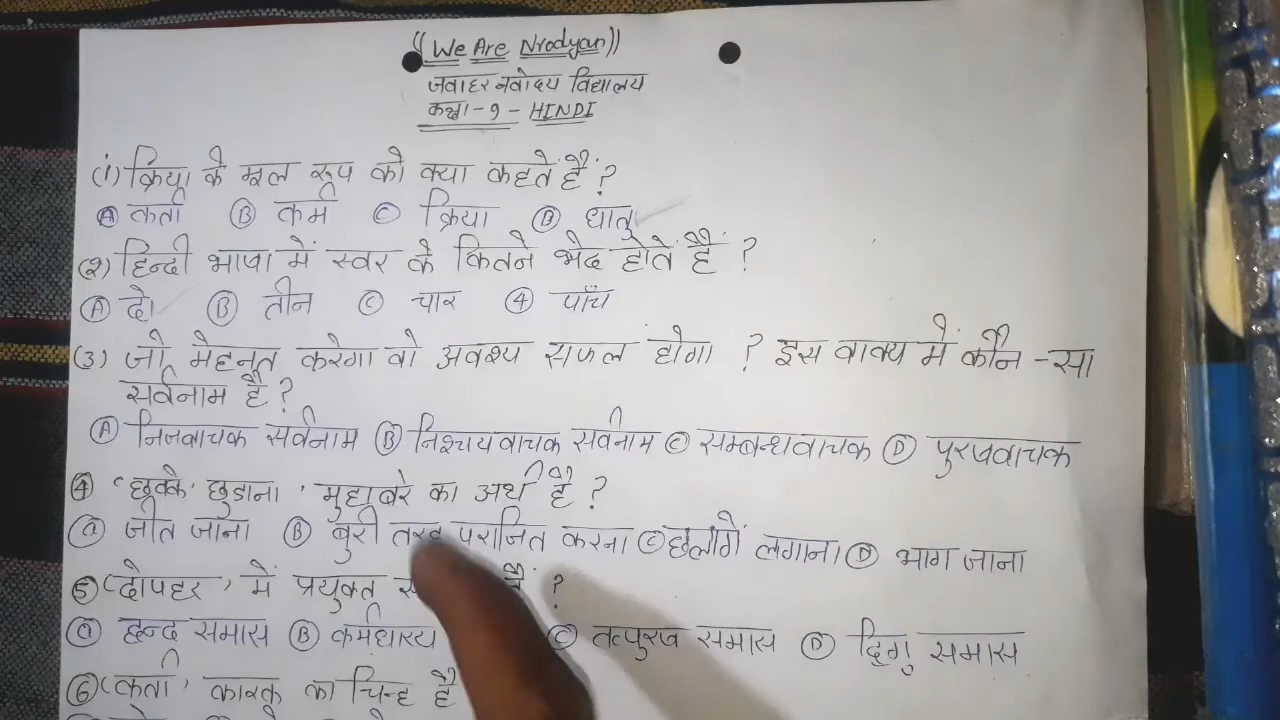 ((We Are Nrodyan))
जवाहर नवोदय विद्यालय
कक्षा-9 - HINDI
(1) क्रिया के मूल रूप को क्या कहतें हैं ?
(A) कर्ता (B) कर्म (C) क्रिया (D) धातु
(2) हिन्दी भाषा में स्वर के कितने भेद होतें हैं ?
(A) दो (B) तीन (C) चार (4) पाँच
(3) जो मेहनत करेगा वो अवश्य सफल होगा ? इस वाक्य में कौन -सा
सर्वनाम है ?
(A) निजवाचक सर्वनाम (B) निश्चयवाचक सर्वनाम (C) सम्बन्धवाचक (D) पुरुषवाचक
(4) 'छक्के' छुडाना ' मुहाबरे का अर्थ है ?
(a) जीत जाना (B) बुरी तरह पराजित करना (C) छलांगें लगाना (D) भाग जाना
(5) 'दोपहर' में प्रयुक्त ?
(a) द्वन्द समास (B) कर्मधारय (C) तत्पुरुष समास (D) द्विगु समास
(6) 'कर्ता' कारक का चिन्ह है